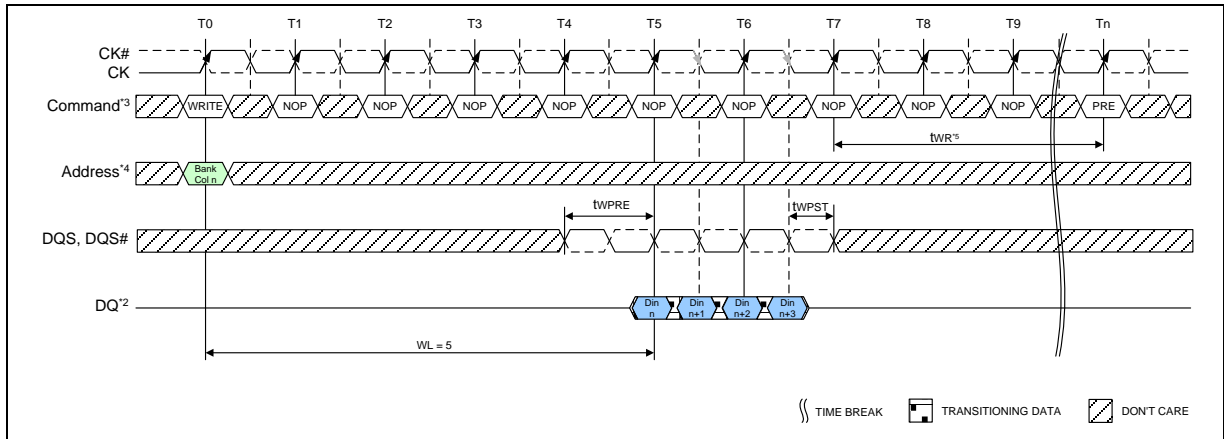 T0 T1 T2 T3 T4 T5 T6 T7 T8 T9 Tn
CK#
CK
Command*3 WRITE NOP NOP NOP NOP NOP NOP NOP NOP NOP PRE
tWR*5
Address*4 Bank
Col n
tWPRE tWPST
DQS, DQS#
DQ*2 Din
n Din
n+1 Din
n+2 Din
n+3
WL = 5
TIME BREAK TRANSITIONING DATA DON'T CARE